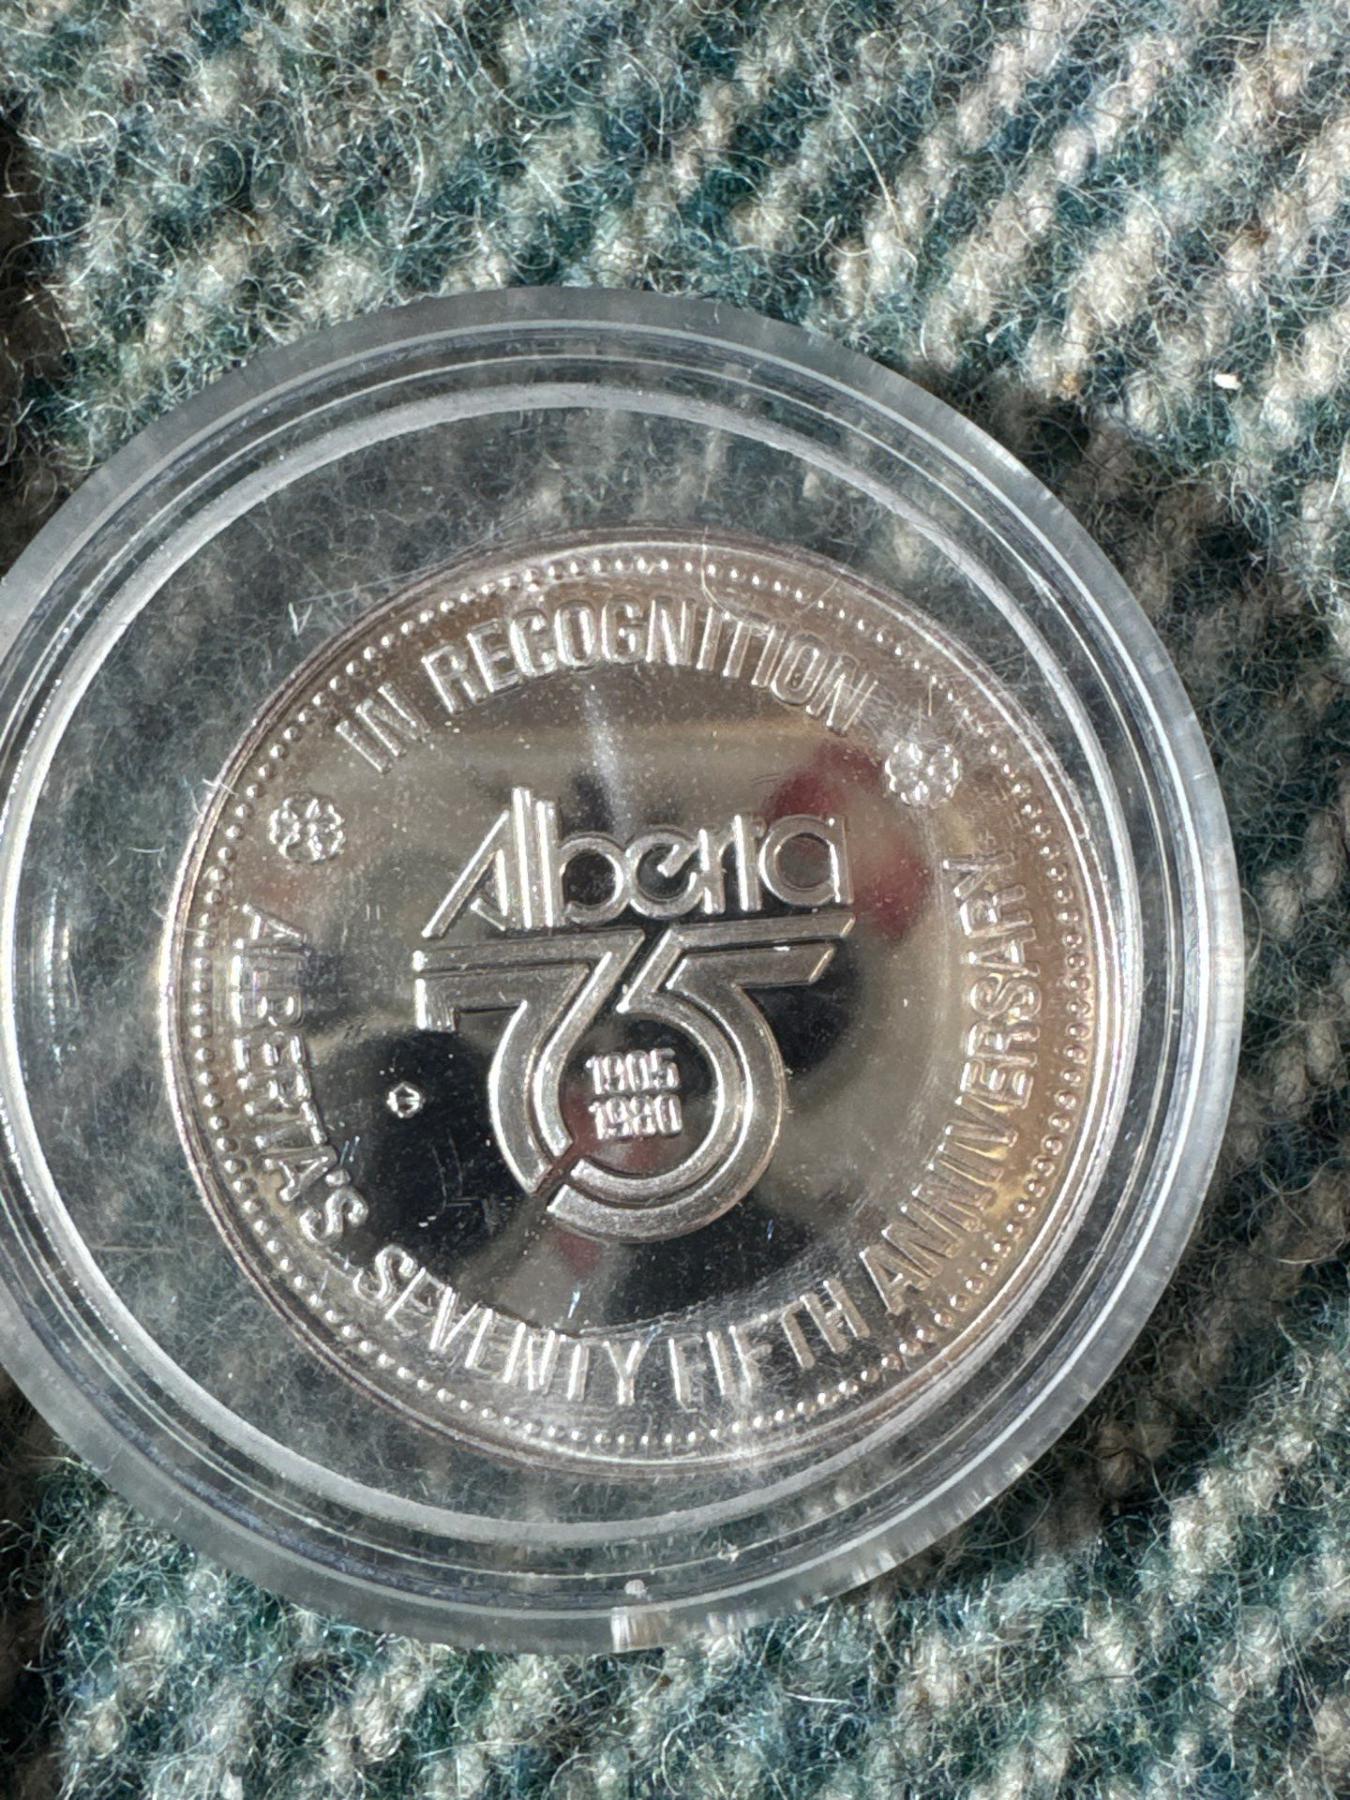 IN RECOGNITION
Alberta
75
1905
1980
ALBERTA'S SEVENTY FIFTH ANNIVERSARY